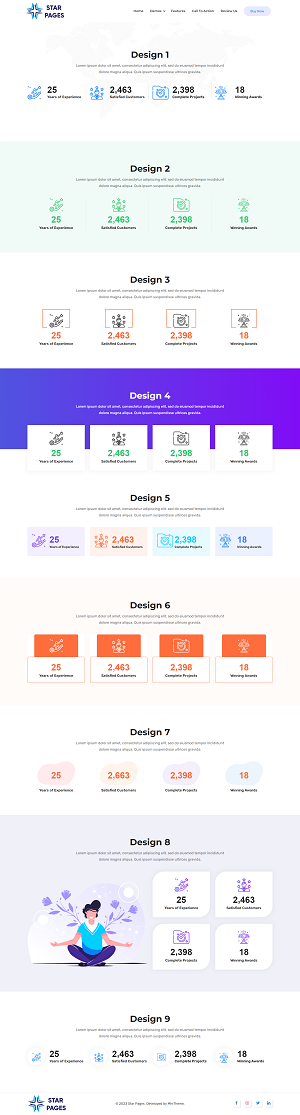 STAR
PAGES
Home Demos Features Call To Action Review Us Buy Now
Design 1
Lorem ipsum dolor sit amet, consectetur adipiscing elit, sed do eiusmod tempor incididunt
dolore magna aliqua. Quis ipsum suspendisse ultrices gravida.
25 2,463 2,398 18
Years of Experience Satisfied Customers Complete Projects Winning Awards
Design 2
Lorem ipsum dolor sit amet, consectetur adipiscing elit, sed do eiusmod tempor incididunt
dolore magna aliqua. Quis ipsum suspendisse ultrices gravida.
25 2,463 2,398 18
Years of Experience Satisfied Customers Complete Projects Winning Awards
Design 3
Lorem ipsum dolor sit amet, consectetur adipiscing elit, sed do eiusmod tempor incididunt
dolore magna aliqua. Quis ipsum suspendisse ultrices gravida.
25 2,463 2,398 18
Years of Experience Satisfied Customers Complete Projects Winning Awards
Design 4
Lorem ipsum dolor sit amet, consectetur adipiscing elit, sed do eiusmod tempor incididunt
dolore magna aliqua. Quis ipsum suspendisse ultrices gravida.
25 2,463 2,398 18
Years of Experience Satisfied Customers Complete Projects Winning Awards
Design 5
Lorem ipsum dolor sit amet, consectetur adipiscing elit, sed do eiusmod tempor incididunt
dolore magna aliqua. Quis ipsum suspendisse ultrices gravida.
25 2,463 2,398 18
Years of Experience Satisfied Customers Complete Projects Winning Awards
Design 6
Lorem ipsum dolor sit amet, consectetur adipiscing elit, sed do eiusmod tempor incididunt
dolore magna aliqua. Quis ipsum suspendisse ultrices gravida.
25 2,463 2,398 18
Years of Experience Satisfied Customers Complete Projects Winning Awards
Design 7
Lorem ipsum dolor sit amet, consectetur adipiscing elit, sed do eiusmod tempor incididunt
dolore magna aliqua. Quis ipsum suspendisse ultrices gravida.
25 2,663 2,398 18
Years of Experience Satisfied Customers Complete Projects Winning Awards
Design 8
Lorem ipsum dolor sit amet, consectetur adipiscing elit, sed do eiusmod tempor incididunt
dolore magna aliqua. Quis ipsum suspendisse ultrices gravida.
25 2,463
Years of Experience Satisfied Customers
2,398 18
Complete Projects Winning Awards
Design 9
Lorem ipsum dolor sit amet, consectetur adipiscing elit, sed do eiusmod tempor incididunt
dolore magna aliqua. Quis ipsum suspendisse ultrices gravida.
25 2,463 2,398 18
Years of Experience Satisfied Customers Complete Projects Winning Awards
STAR
PAGES
© 2023 Star Pages. Developed by